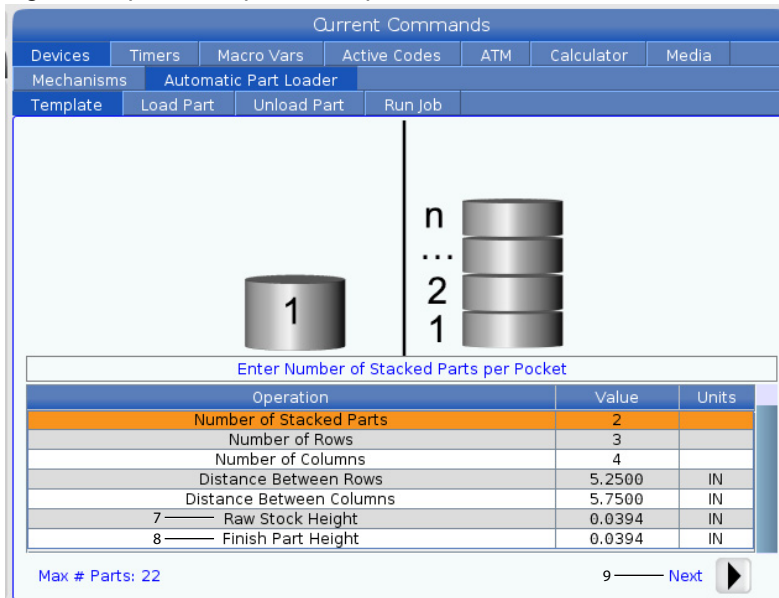 Current Commands
Devices Timers Macro Vars Active Codes ATM Calculator Media
Mechanisms Automatic Part Loader
Template Load Part Unload Part Run Job
n
...
2
1
1
Enter Number of Stacked Parts per Pocket
Operation Value Units
Number of Stacked Parts 2
Number of Rows 3
Number of Columns 4
Distance Between Rows 5.2500 IN
Distance Between Columns 5.7500 IN
7 Raw Stock Height 0.0394 IN
8 Finish Part Height 0.0394 IN
Max # Parts: 22 9 Next